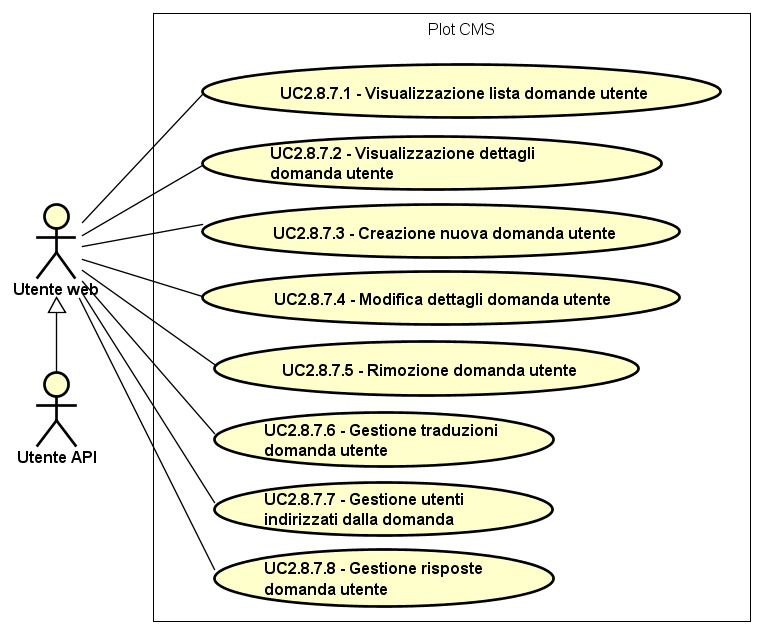 Plot CMS
UC2.8.7.1 - Visualizzazione lista domande utente
UC2.8.7.2 - Visualizzazione dettagli
domanda utente
UC2.8.7.3 - Creazione nuova domanda utente
Utente web
UC2.8.7.4 - Modifica dettagli domanda utente
UC2.8.7.5 - Rimozione domanda utente
Utente API
UC2.8.7.6 - Gestione traduzioni
domanda utente
UC2.8.7.7 - Gestione utenti
indirizzati dalla domanda
UC2.8.7.8 - Gestione risposte
domanda utente